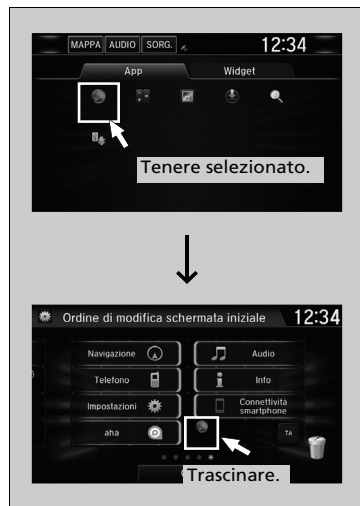 MAPPA AUDIO SORG. 12:34
App Widget
Tenere selezionato.
Ordine di modifica schermata iniziale 12:34
Navigazione Audio
Telefono Info
Impostazioni Connettività smartphone
aha TA
Trascinare.